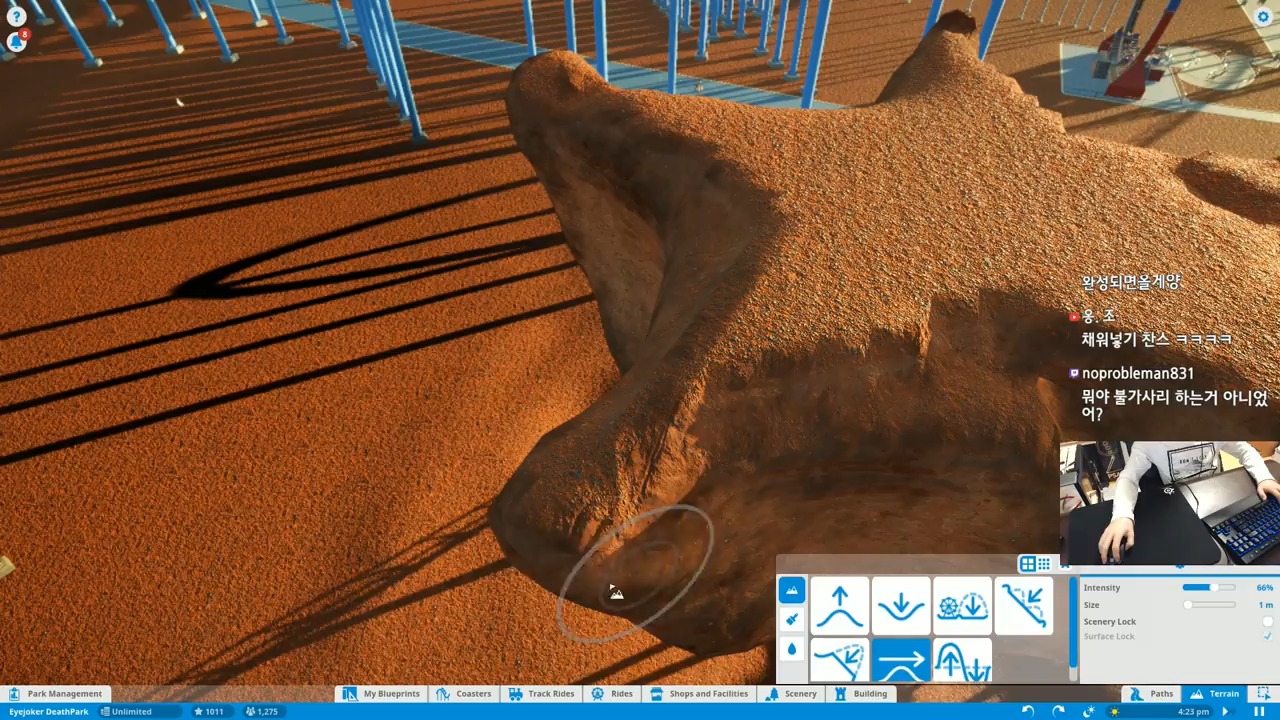 ?
8
완성되면올게양
웅. 조
채워넣기 찬스 ㅋㅋㅋㅋ
noprobleman831
뭐야 불가사리 하는거 아니었
어?
Intensity 66%
Size 1 m
Scenery Lock
Surface Lock
Park Management My Blueprints Coasters Track Rides Rides Shops and Facilities Scenery Building Paths Terrain
Eyejoker DeathPark Unlimited 1011 1,275 4:23 pm